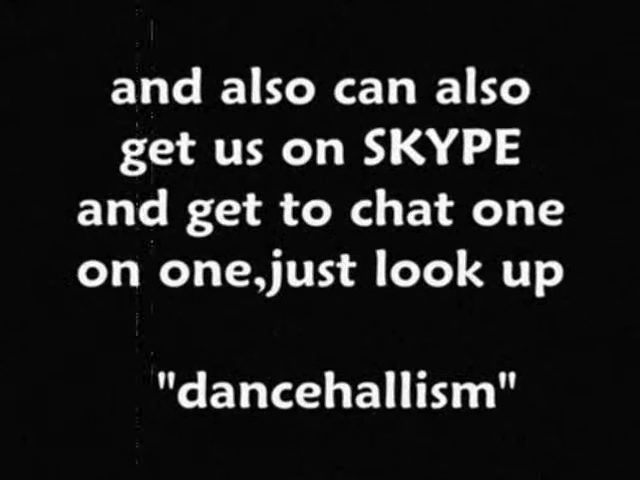 and also can also
get us on SKYPE
and get to chat one
on one,just look up
"dancehallism"